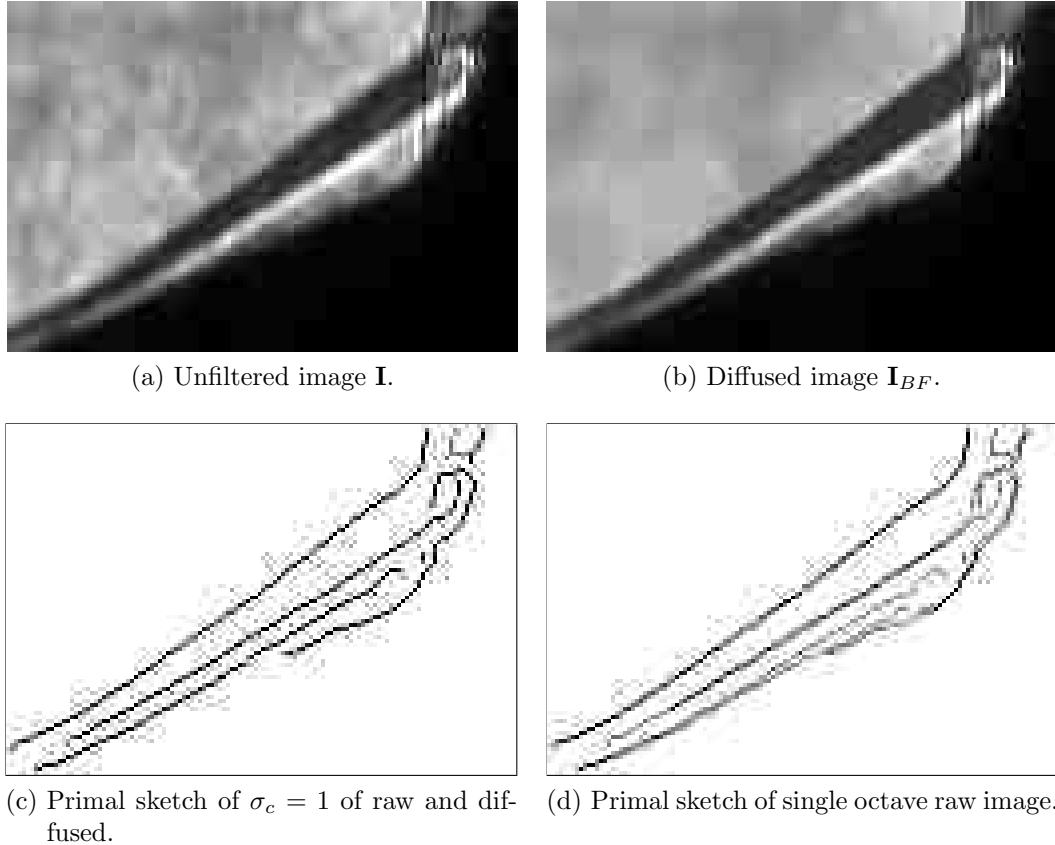 (a) Unfiltered image I.
(b) Diffused image I_BF.
(c) Primal sketch of σ_c = 1 of raw and dif-
fused.
(d) Primal sketch of single octave raw image.